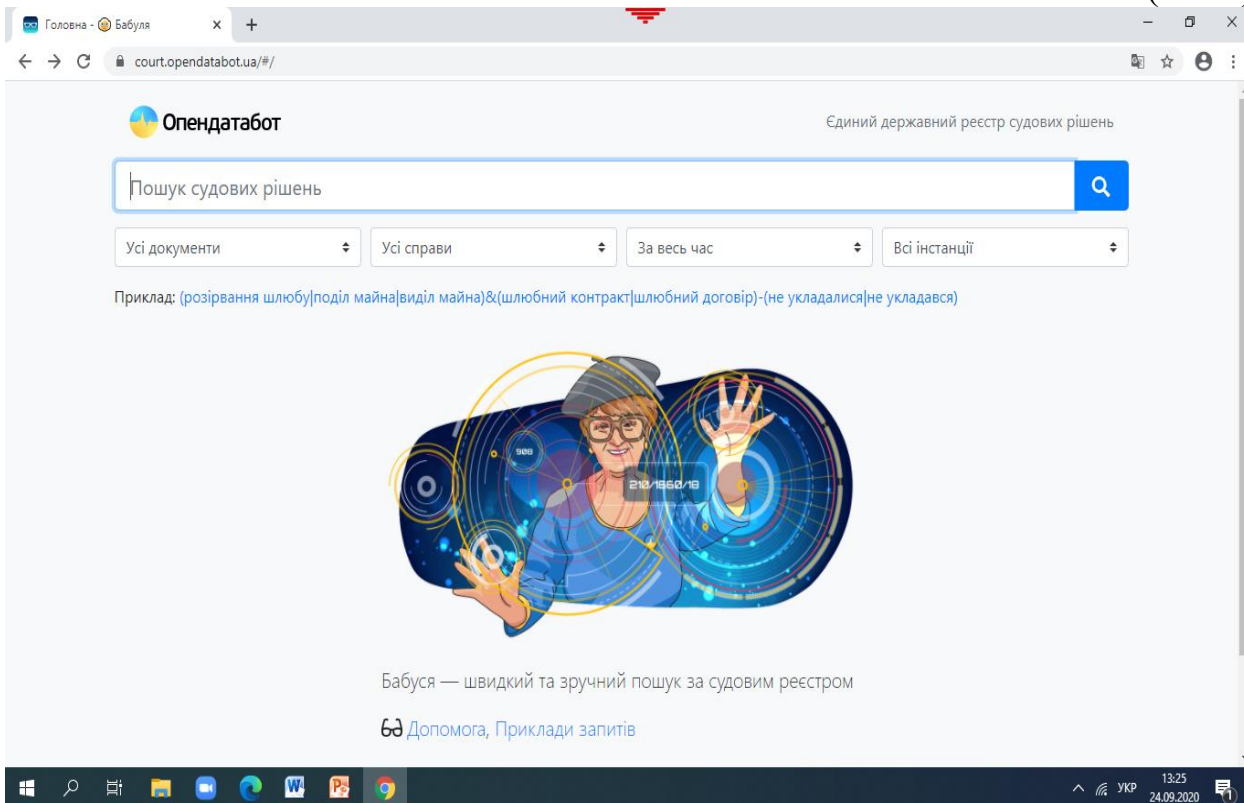 Головна - Бабуля
court.opendatabot.ua/#/
Опендатабот
Єдиний державний реєстр судових рішень
Пошук судових рішень
Усі документи
Усі справи
За весь час
Всі інстанції
Приклад: (розірвання шлюбу|поділ майна|виділ майна)&(шлюбний контракт|шлюбний договір)-(не укладалися|не укладався)
908
210/1660/18
Бабуся — швидкий та зручний пошук за судовим реєстром
Допомога, Приклади запитів
УКР
13:25
24.09.2020
1